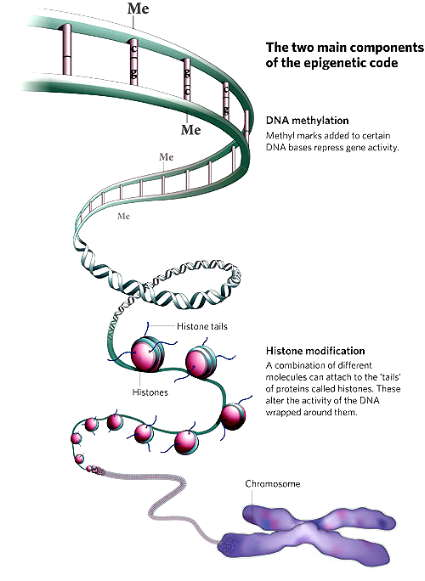 Me
The two main components
of the epigenetic code
C
g
g
C
C
g
DNA methylation
Methyl marks added to certain
DNA bases repress gene activity.
Me
Me
Me
Histone tails
Histones
Histone modification
A combination of different
molecules can attach to the 'tails'
of proteins called histones. These
alter the activity of the DNA
wrapped around them.
Chromosome